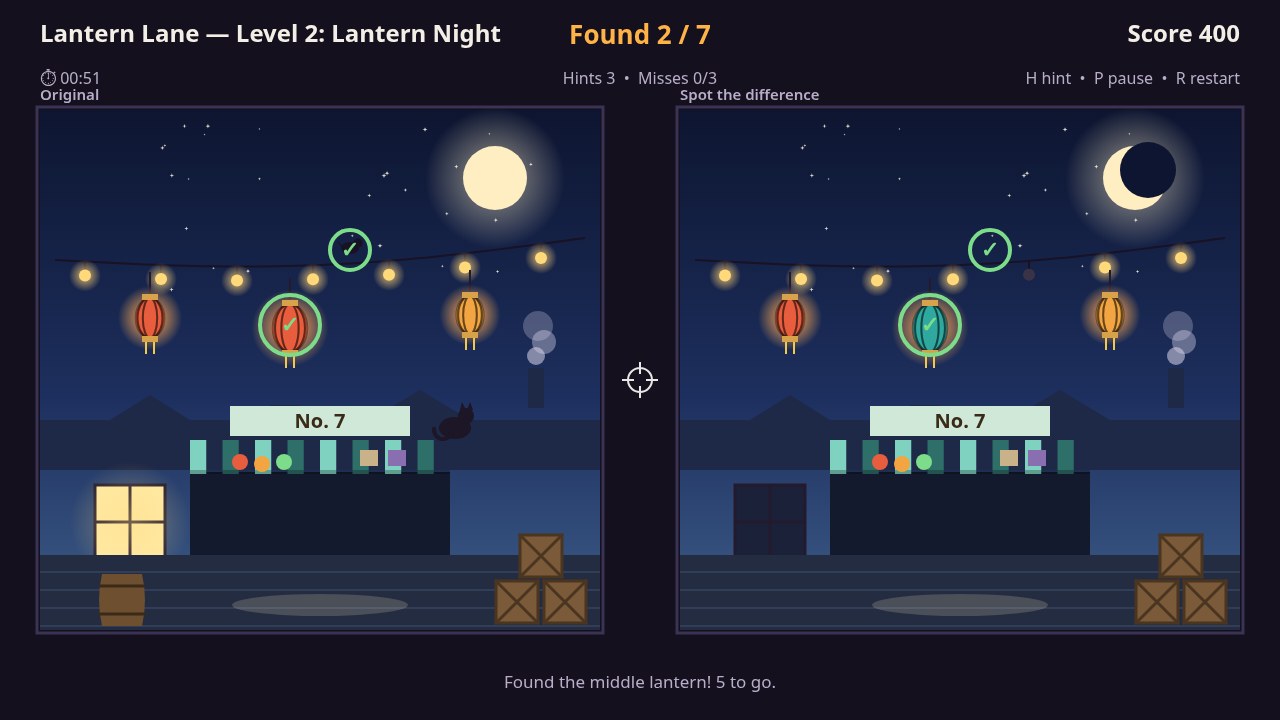 Lantern Lane — Level 2: Lantern Night
Found 2 / 7
Score 400
⏱ 00:51
Hints 3 • Misses 0/3
H hint • P pause • R restart
Original
Spot the difference
✓
✓
✓
✓
No. 7
No. 7
Found the middle lantern! 5 to go.